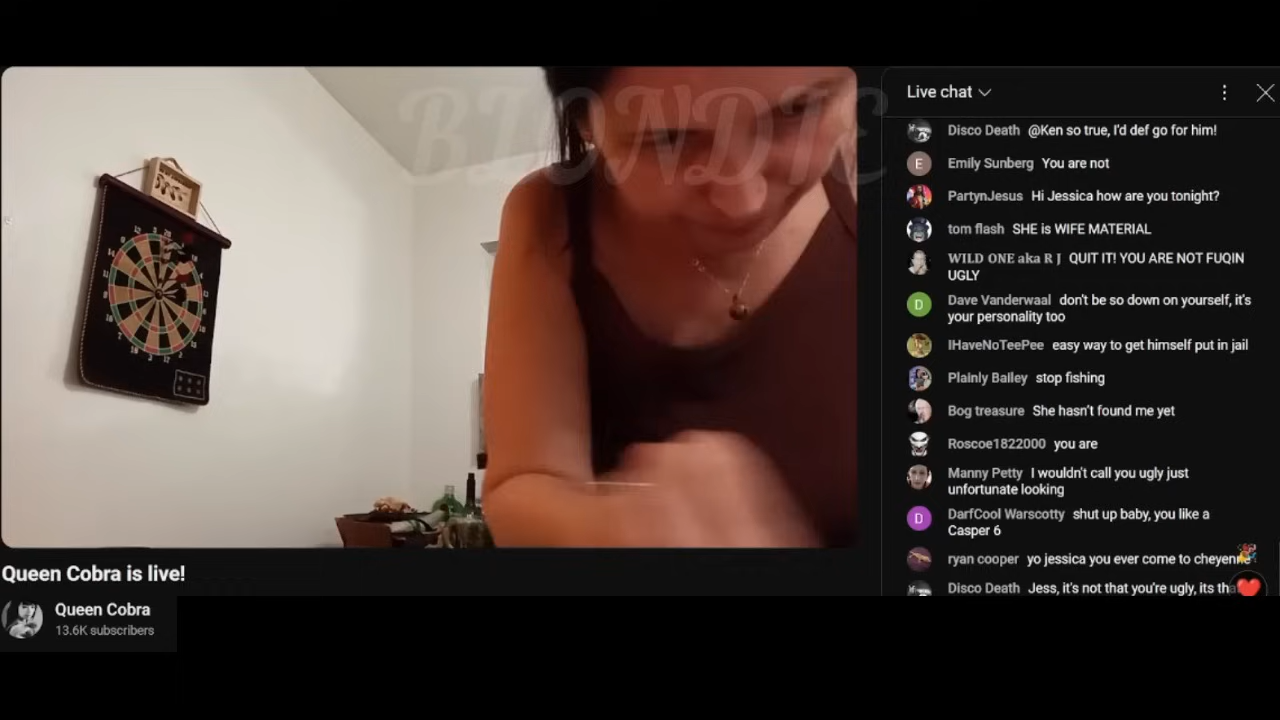 BLONDIE
Live chat
Disco Death @Ken so true, I'd def go for him!
E Emily Sunberg You are not
PartynJesus Hi Jessica how are you tonight?
tom flash SHE is WIFE MATERIAL
WILD ONE aka R J QUIT IT! YOU ARE NOT FUQIN
UGLY
D Dave Vanderwaal don't be so down on yourself, it's
your personality too
IHaveNoTeePee easy way to get himself put in jail
Plainly Bailey stop fishing
Bog treasure She hasn't found me yet
Roscoe1822000 you are
Manny Petty I wouldn't call you ugly just
unfortunate looking
D DarfCool Warscotty shut up baby, you like a
Casper 6
ryan cooper yo jessica you ever come to cheyenne
Disco Death Jess, it's not that you're ugly, its
Queen Cobra is live!
Queen Cobra
13.6K subscribers